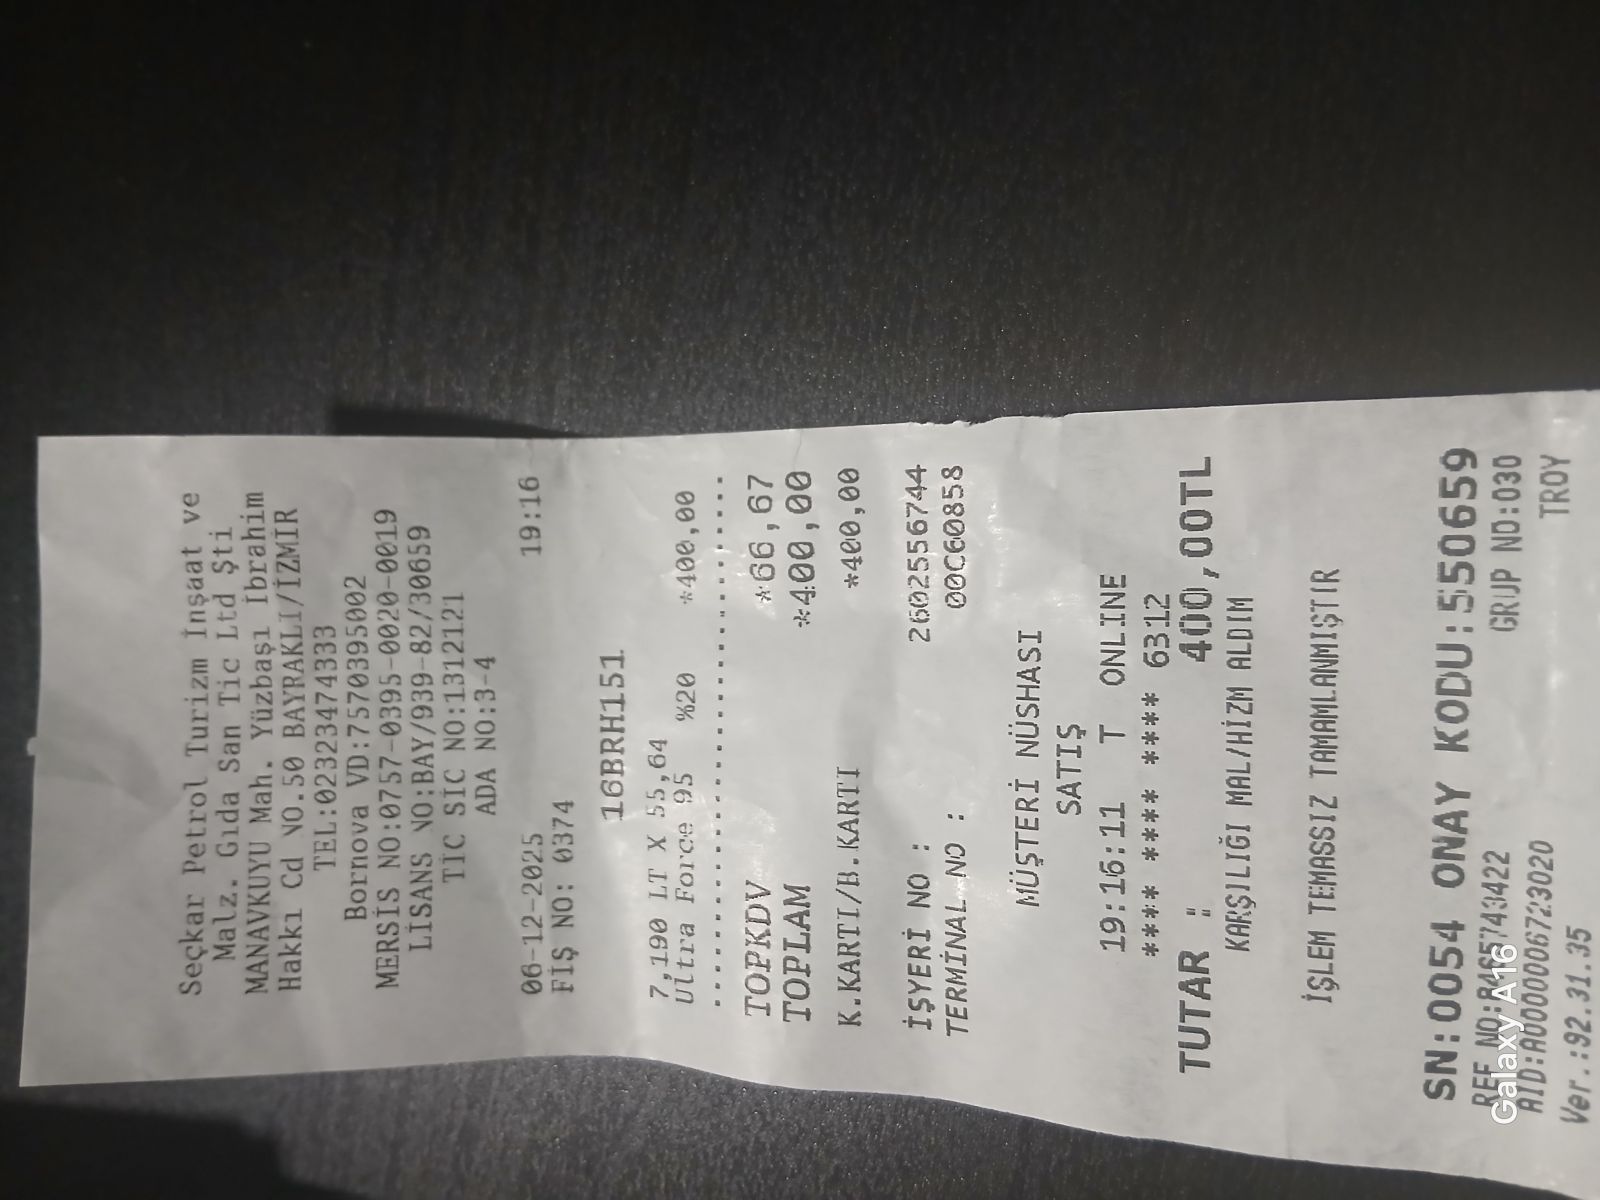 Seçkar Petrol Turizm İnşaat ve
Malz. Gıda San Tic Ltd Şti
MANAVKUYU Mah. Yüzbaşı İbrahim
Hakkı Cd NO.50 BAYRAKLI/İZMİR
TEL:02323474333
Bornova VD:7570395002
MERSİS NO:0757-0395-0020-0019
LİSANS NO:BAY/939-82/30659
TİC SİC NO:1312121
ADA NO:3-4
06-12-2025 19:16
FİŞ NO: 0374
16BRH151
7,190 LT X 55,64
Ultra Force 95 %20 *400,00
TOPKDV *66,67
TOPLAM *400,00
K.KARTI/B.KARTI *400,00
İŞYERİ NO : 2602556744
TERMİNAL NO : 00C60858
MÜŞTERİ NÜSHASI
SATIŞ
19:16:11 T ONLINE
**** **** **** 6312
TUTAR : 400,00TL
KARŞILIĞI MAL/HİZM ALDIM
İŞLEM TEMASSIZ TAMAMLANMIŞTIR
SN:0054 ONAY KODU:550659
REF NO: GRUP NO:030
AID:A0000006723020 TROY
Ver.:92.31.35
Galaxy A16